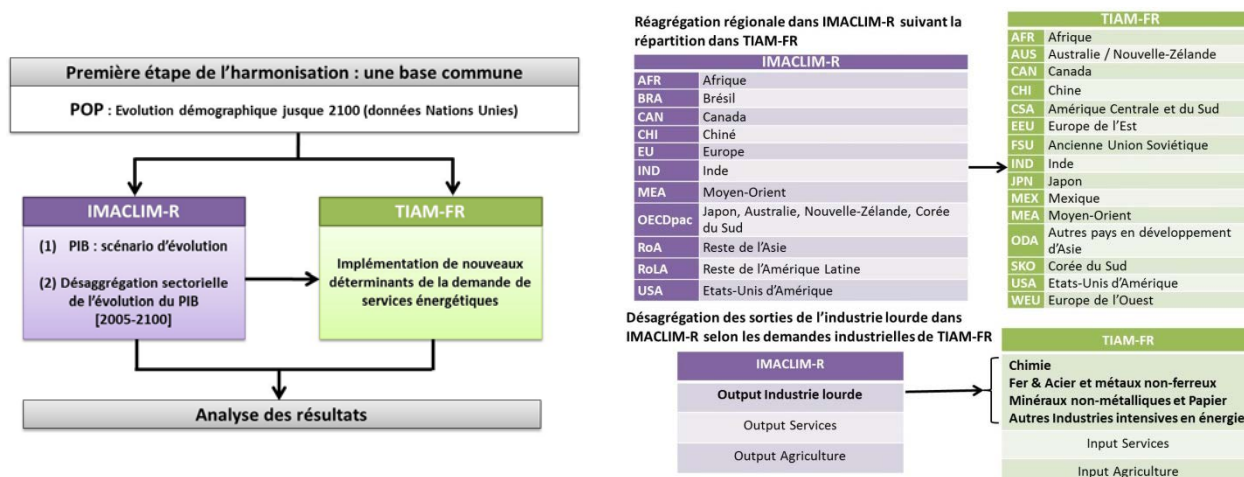 Première étape de l’harmonisation : une base commune
POP : Evolution démographique jusque 2100 (données Nations Unies)
IMACLIM-R
(1) PIB : scénario d’évolution
(2) Désaggrégation sectorielle
de l’évolution du PIB
[2005-2100]
TIAM-FR
Implémentation de nouveaux
déterminants de la demande de
services énergétiques
Analyse des résultats
Réagrégation régionale dans IMACLIM-R suivant la
répartition dans TIAM-FR
IMACLIM-R
AFR Afrique
BRA Brésil
CAN Canada
CHI Chiné
EU Europe
IND Inde
MEA Moyen-Orient
OECDpac Japon, Australie, Nouvelle-Zélande, Corée
du Sud
RoA Reste de l’Asie
RoLA Reste de l’Amérique Latine
USA Etats-Unis d’Amérique
TIAM-FR
AFR Afrique
AUS Australie / Nouvelle-Zélande
CAN Canada
CHI Chine
CSA Amérique Centrale et du Sud
EEU Europe de l’Est
FSU Ancienne Union Soviétique
IND Inde
JPN Japon
MEX Mexique
MEA Moyen-Orient
ODA Autres pays en développement
d’Asie
SKO Corée du Sud
USA Etats-Unis d’Amérique
WEU Europe de l’Ouest
Désagrégation des sorties de l’industrie lourde dans
IMACLIM-R selon les demandes industrielles de TIAM-FR
IMACLIM-R
Output Industrie lourde
Output Services
Output Agriculture
TIAM-FR
Chimie
Fer & Acier et métaux non-ferreux
Minéraux non-métalliques et Papier
Autres Industries intensives en énergie
Input Services
Input Agriculture